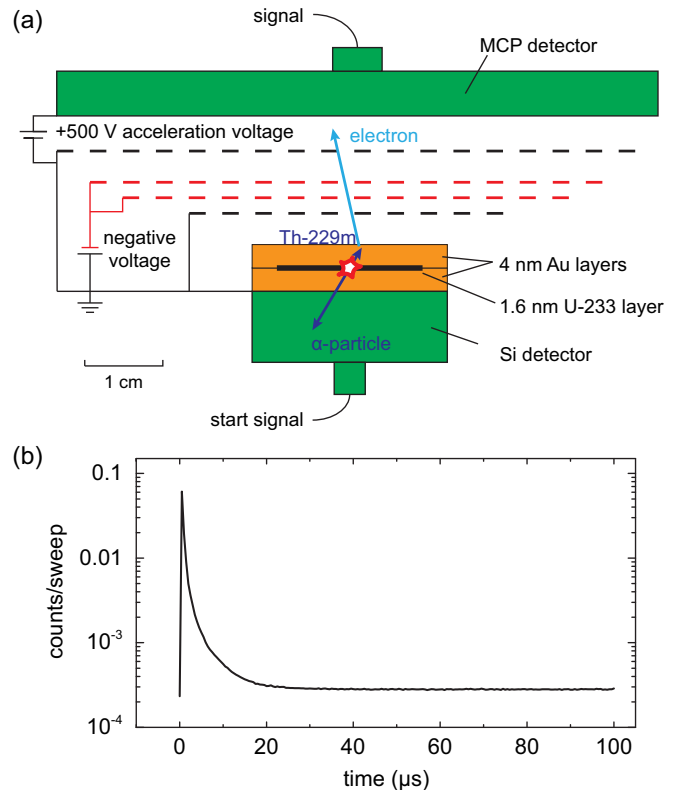 (a)
signal
MCP detector
+500 V acceleration voltage
electron
negative
voltage
Th-229m
4 nm Au layers
1.6 nm U-233 layer
α-particle
Si detector
1 cm
start signal
(b)
counts/sweep
0.1
0.01
10⁻³
10⁻⁴
0 20 40 60 80 100
time (µs)